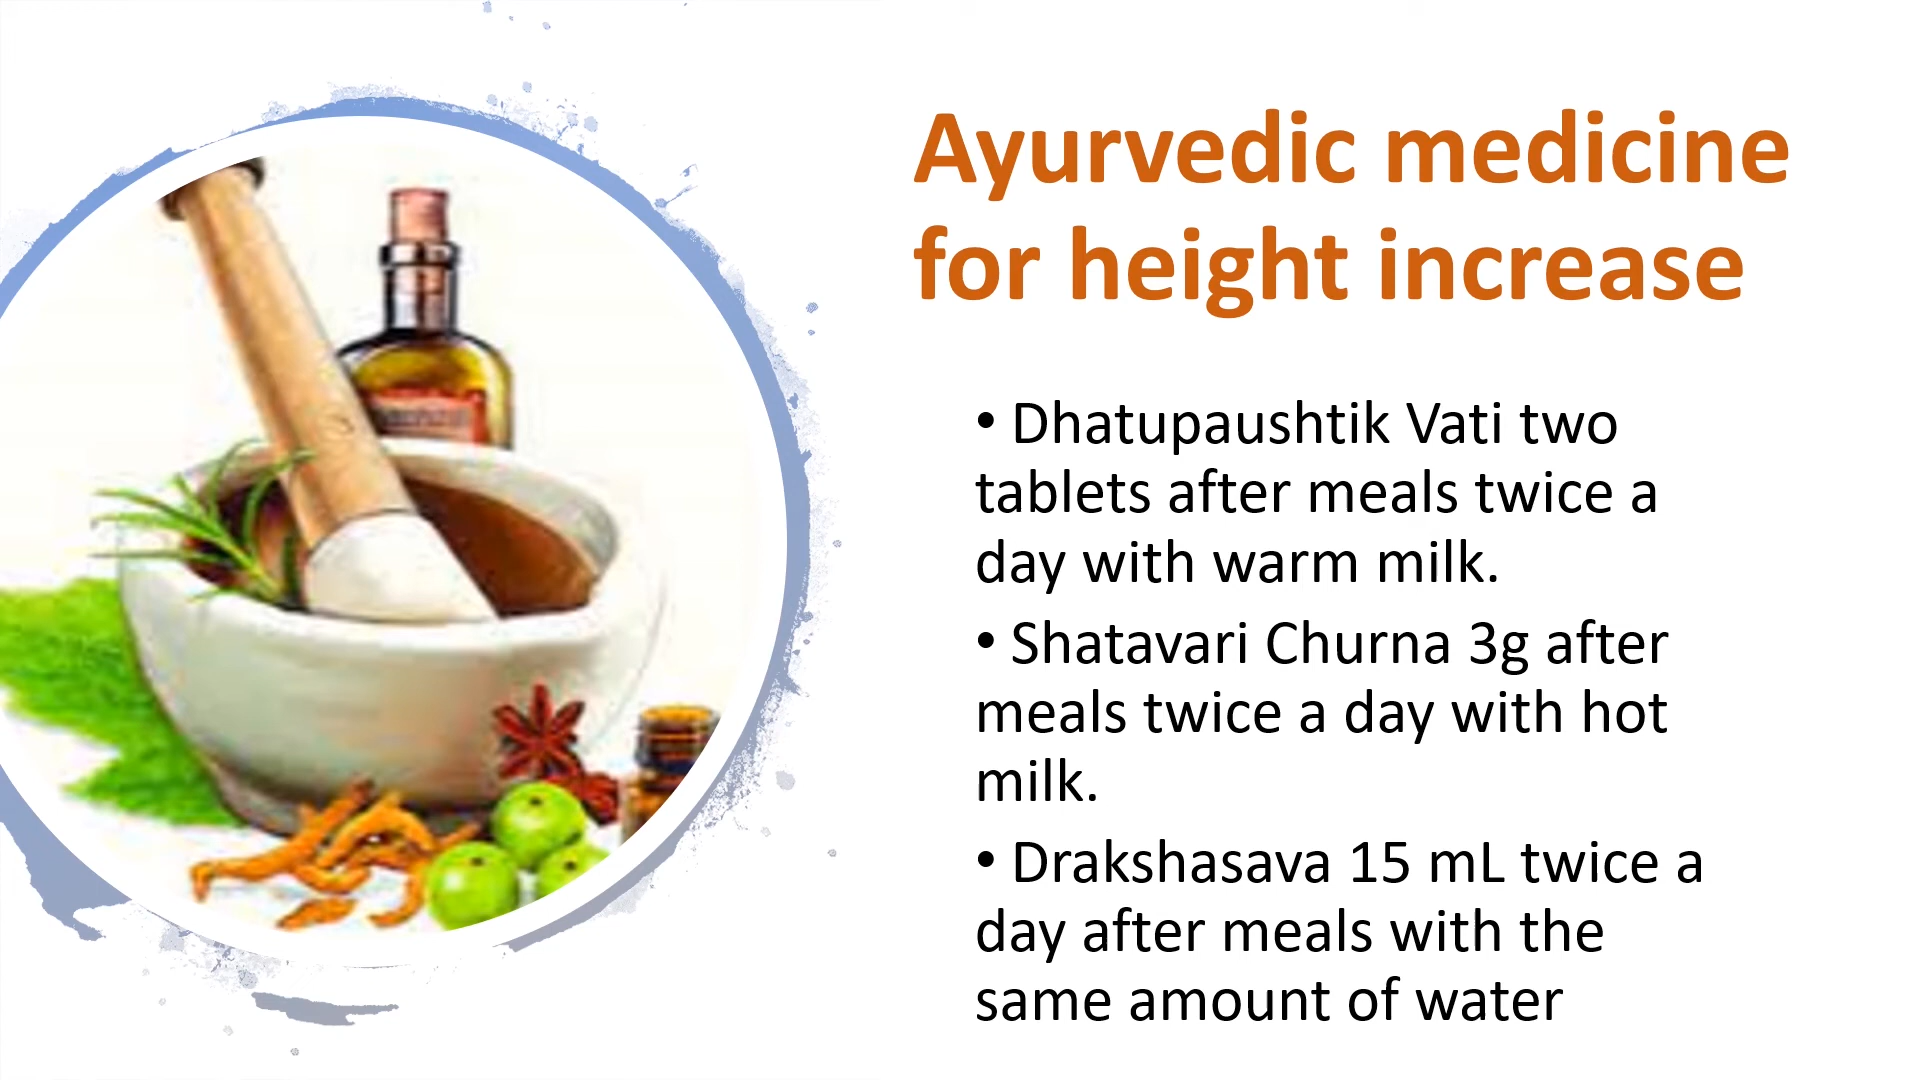 Ayurvedic medicine
for height increase
• Dhatupaushtik Vati two
tablets after meals twice a
day with warm milk.
• Shatavari Churna 3g after
meals twice a day with hot
milk.
• Drakshasava 15 mL twice a
day after meals with the
same amount of water